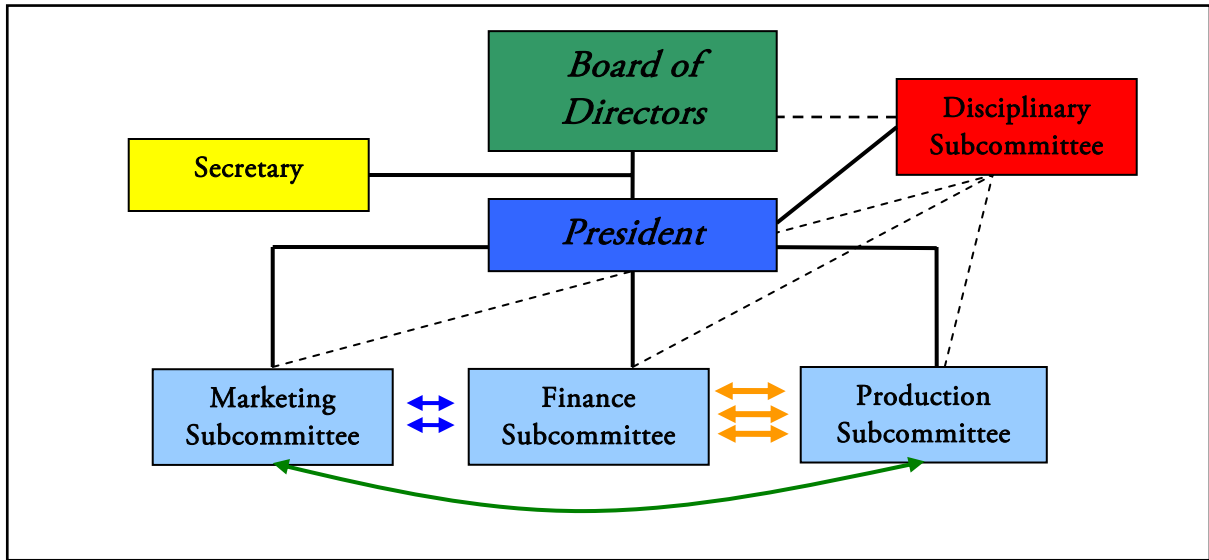 Board of
Directors
Disciplinary
Subcommittee
Secretary
President
Marketing
Subcommittee
Finance
Subcommittee
Production
Subcommittee